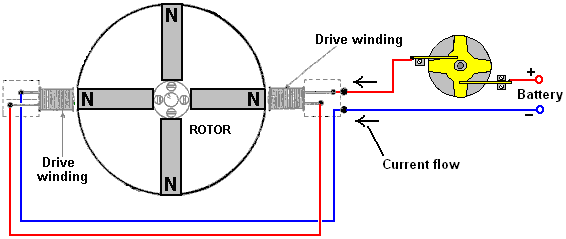 N
Drive winding
+
Battery
−
N
N
ROTOR
Drive
winding
N
Current flow